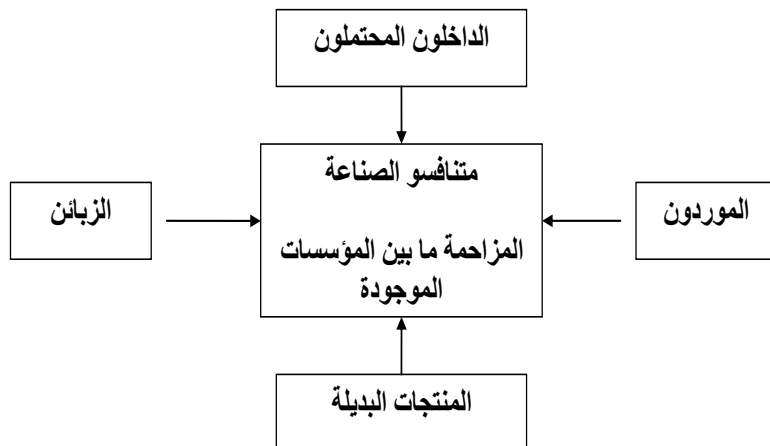 الداخلون المحتملون
متنافسو الصناعة
الموردون
الزبائن
المزاحمة ما بين المؤسسات
الموجودة
المنتجات البديلة